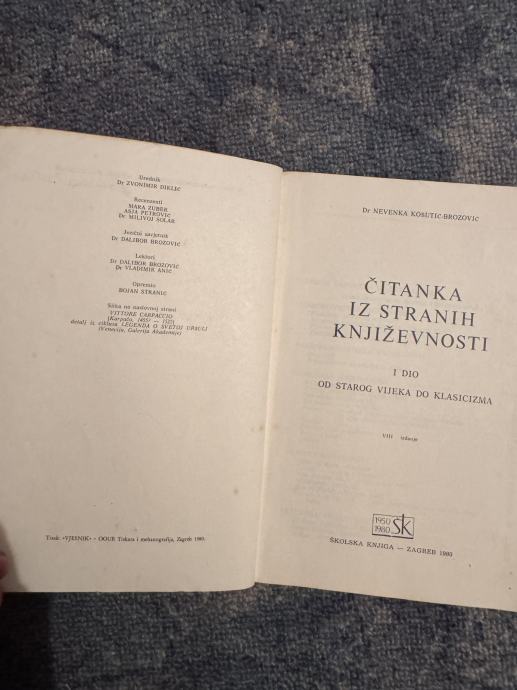 Urednik
Dr ZVONIMIR DIKLIĆ
Recenzenti
MARA ZUBER
ASJA PETROVIĆ
Dr MILIVOJ SOLAR
Jezični savjetnik
Dr DALIBOR BROZOVIĆ
Lektori
Dr DALIBOR BROZOVIĆ
Dr VLADIMIR ANIĆ
Opremio
BOJAN STRANIĆ
Slika na naslovnoj strani
VITTORE CARPACCIO
(Karpačo, 1455? — 1525)
detalj iz ciklusa LEGENDA O SVETOJ URSULI
(Venecija, Galerija Akademije)
Tisak: »VJESNIK« - OOUR Tiskara i mehanografija, Zagreb 1980.
Dr NEVENKA KOŠUTIĆ-BROZOVIĆ
ČITANKA
IZ STRANIH
KNJIŽEVNOSTI
I DIO
OD STAROG VIJEKA DO KLASICIZMA
VIII izdanje
1950
1980
ŠK
ŠKOLSKA KNJIGA — ZAGREB 1980